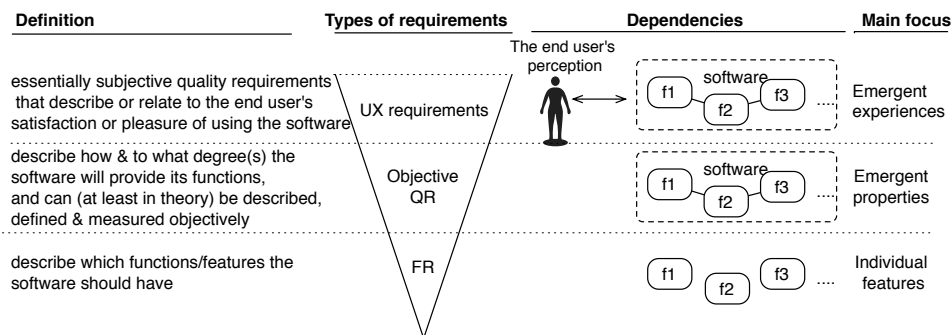 Definition
Types of requirements
Dependencies
Main focus
essentially subjective quality requirements
that describe or relate to the end user's
satisfaction or pleasure of using the software
UX requirements
The end user's
perception
software
f1
f2
f3
....
Emergent
experiences
describe how & to what degree(s) the
software will provide its functions,
and can (at least in theory) be described,
defined & measured objectively
Objective
QR
software
f1
f2
f3
....
Emergent
properties
describe which functions/features the
software should have
FR
f1
f2
f3
....
Individual
features